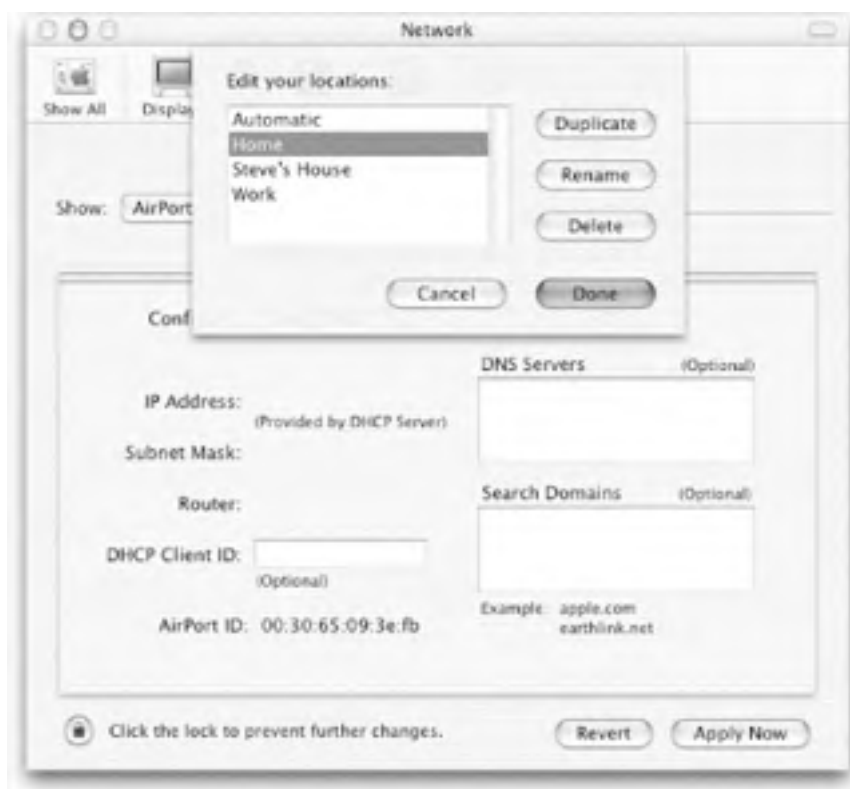 Network
Show All
Display
Edit your locations:
Automatic
Home
Steve's House
Work
Duplicate
Rename
Delete
Cancel
Done
Show: AirPort
Conf
DNS Servers (Optional)
IP Address:
(Provided by DHCP Server)
Subnet Mask:
Router:
Search Domains (Optional)
DHCP Client ID:
(Optional)
AirPort ID: 00:30:65:09:3e:fb
Example: apple.com
earthlink.net
Click the lock to prevent further changes.
Revert
Apply Now